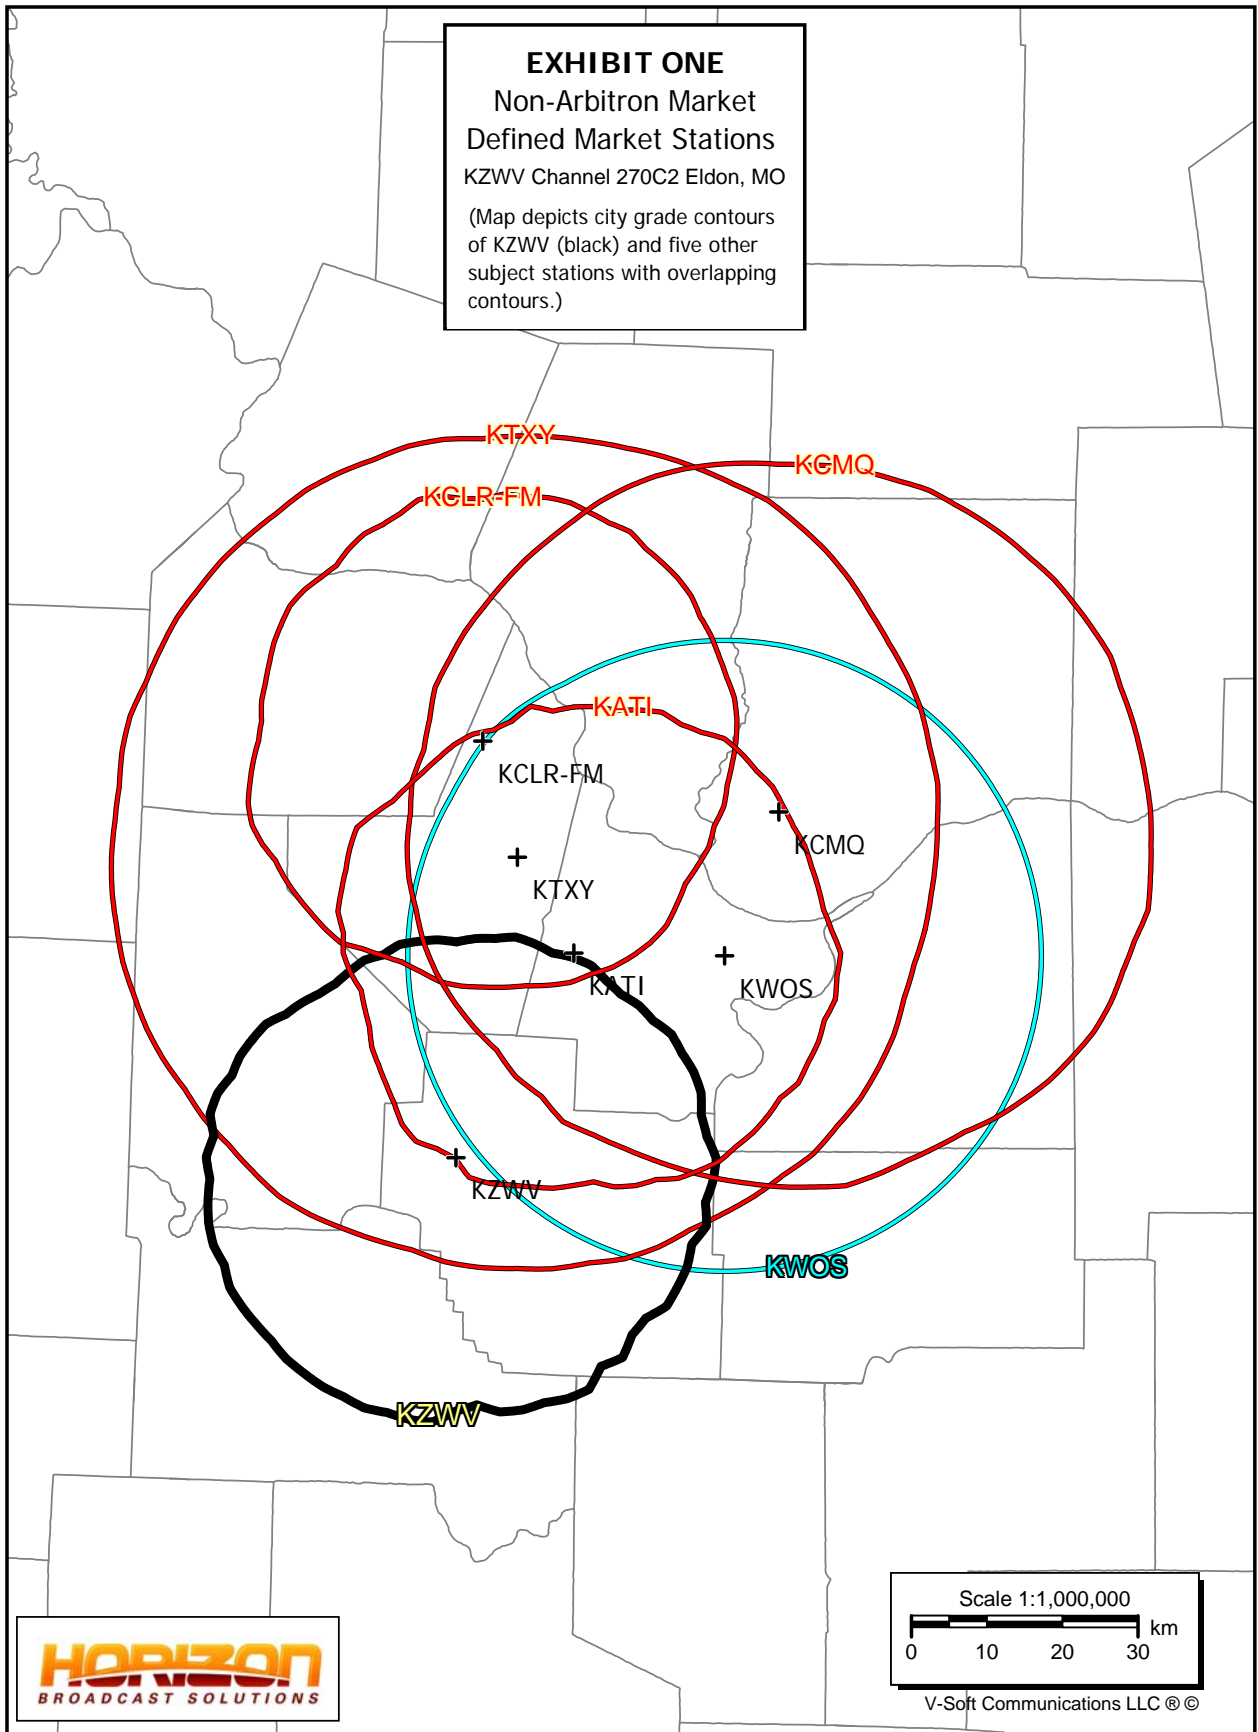 EXHIBIT ONE
Non-Arbitron Market
Defined Market Stations
KZWV Channel 270C2 Eldon, MO
(Map depicts city grade contours
of KZWV (black) and five other
subject stations with overlapping
contours.)
KTXY
KCMQ
KCLR-FM
KATI
KCLR-FM
KCMQ
KTXY
KATI
KWOS
KZWV
KWOS
KZWV
Scale 1:1,000,000
km
0 10 20 30
V-Soft Communications LLC ® ©
HORIZON
BROADCAST SOLUTIONS